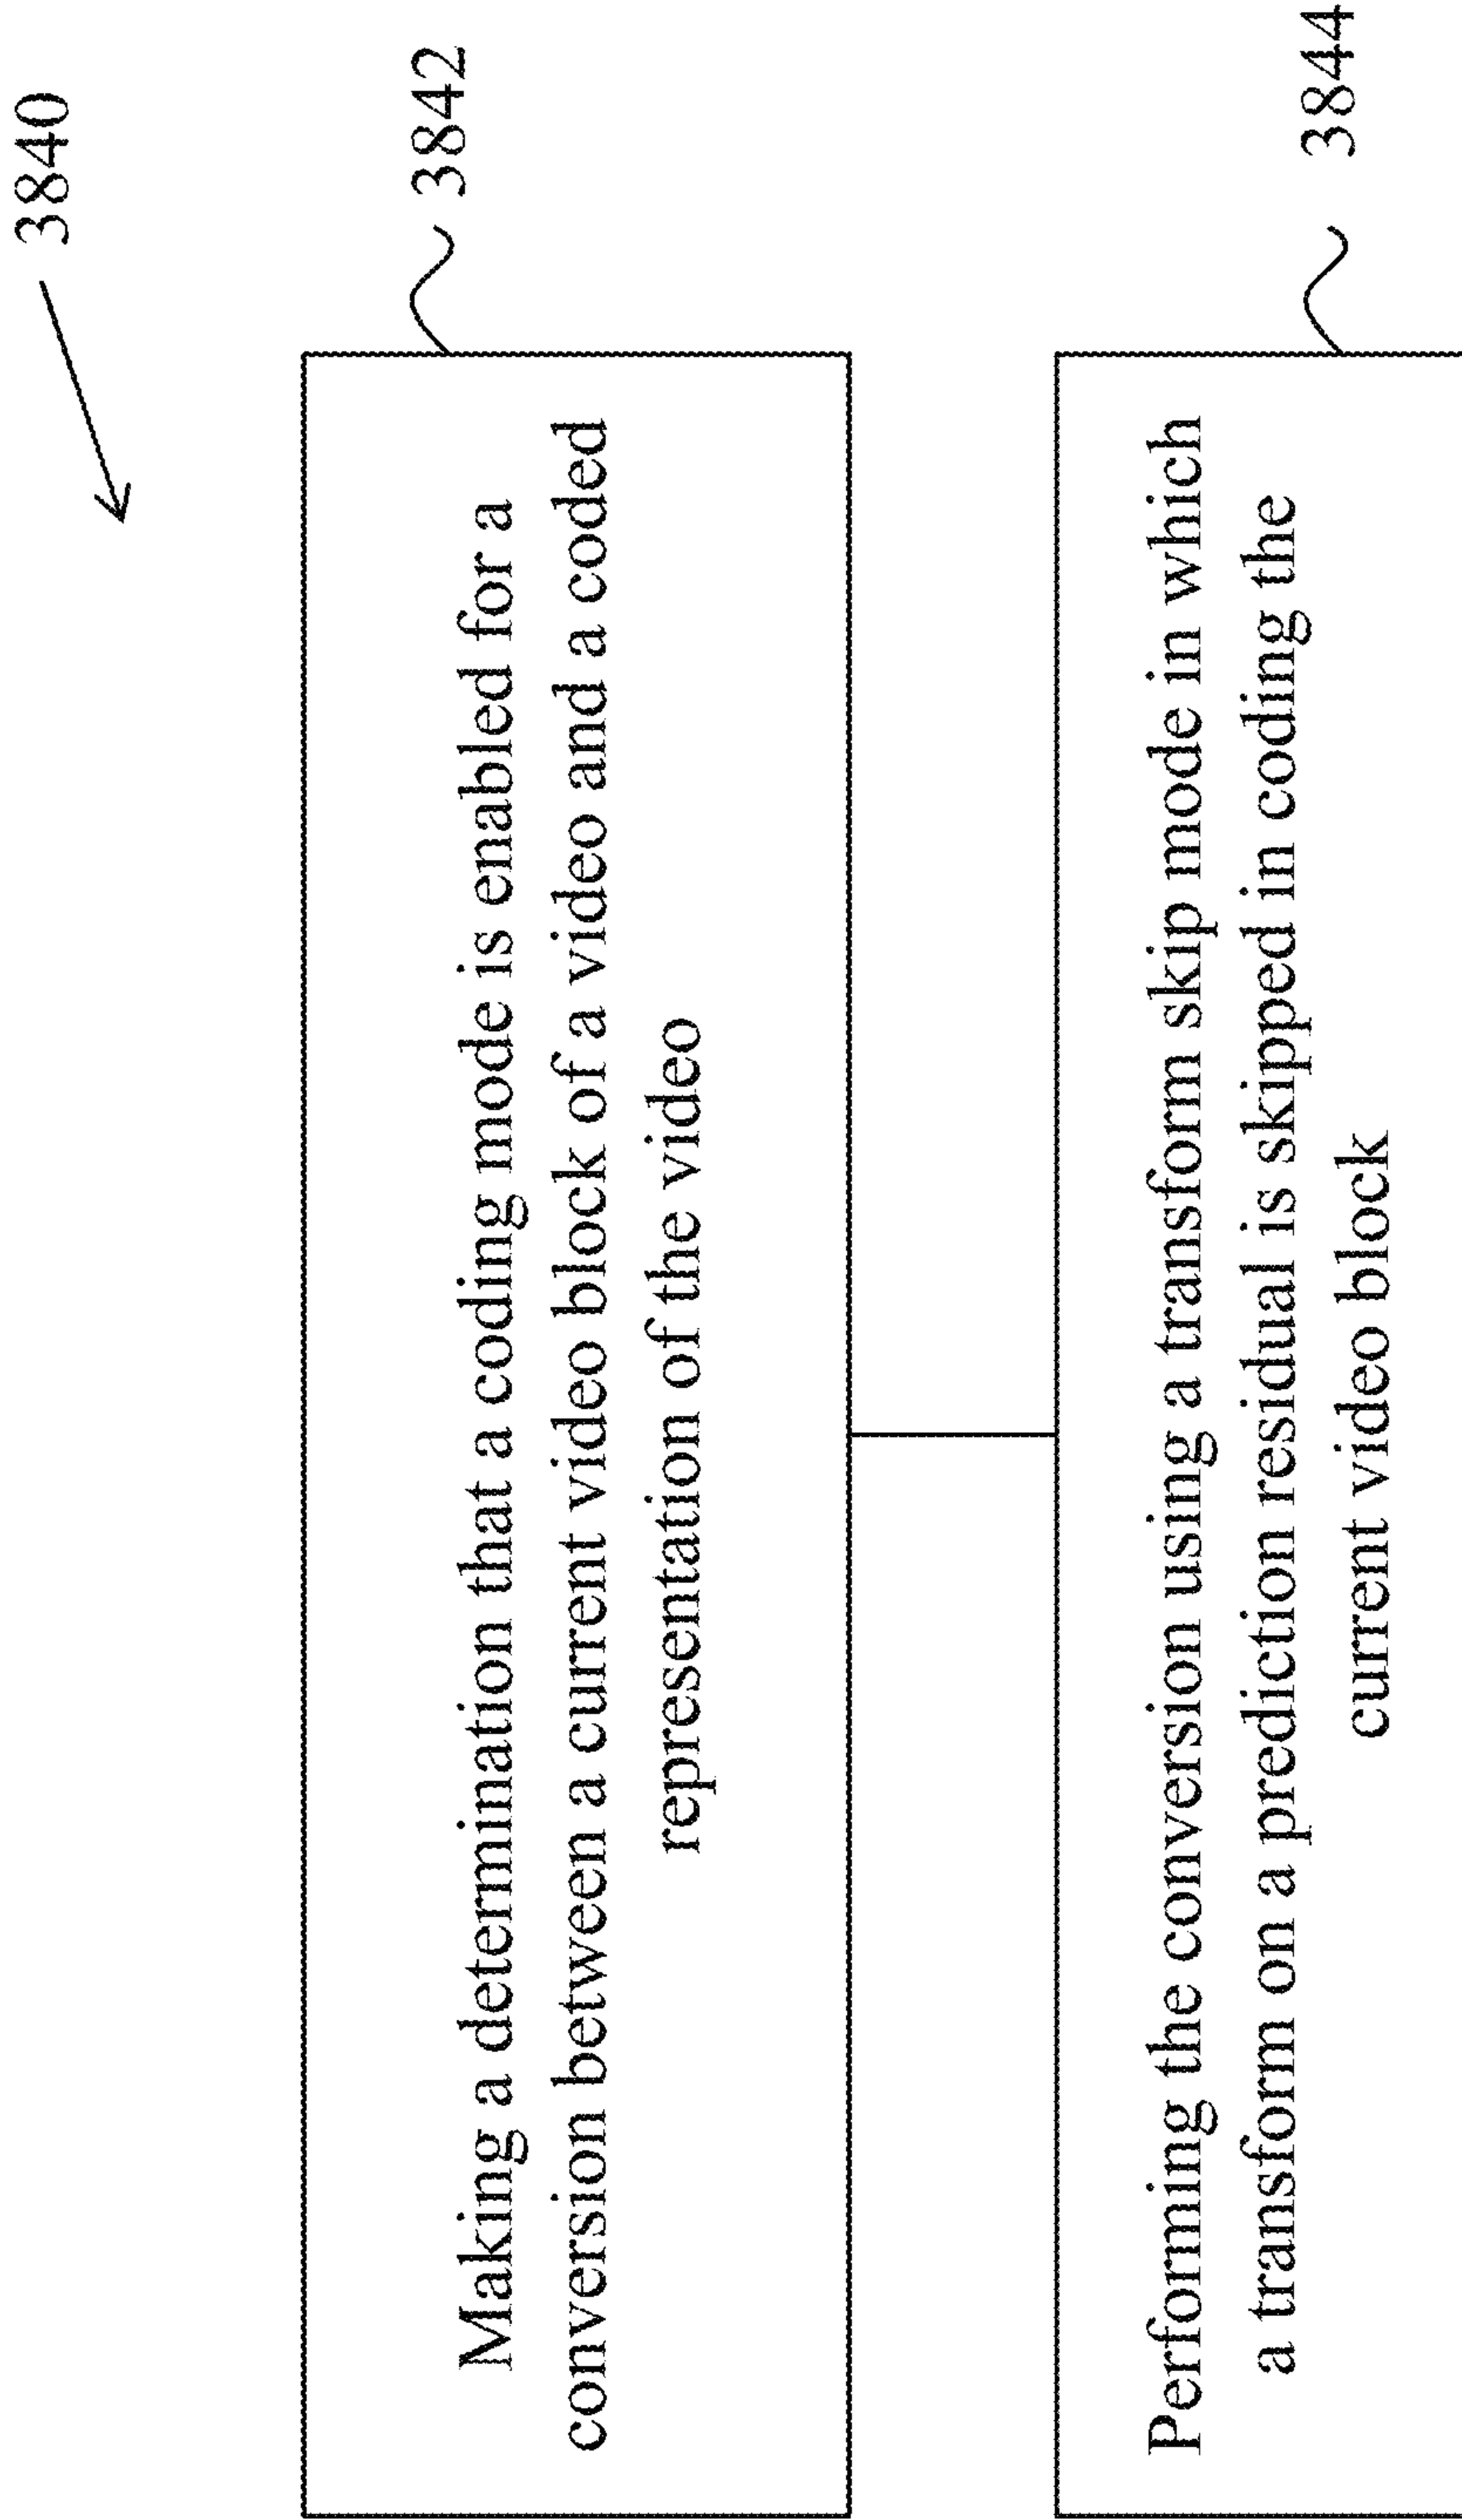 3840
3842
Making a determination that a coding mode is enabled for a
conversion between a current video block of a video and a coded
representation of the video
3844
Performing the conversion using a transform skip mode in which
a transform on a prediction residual is skipped in coding the
current video block